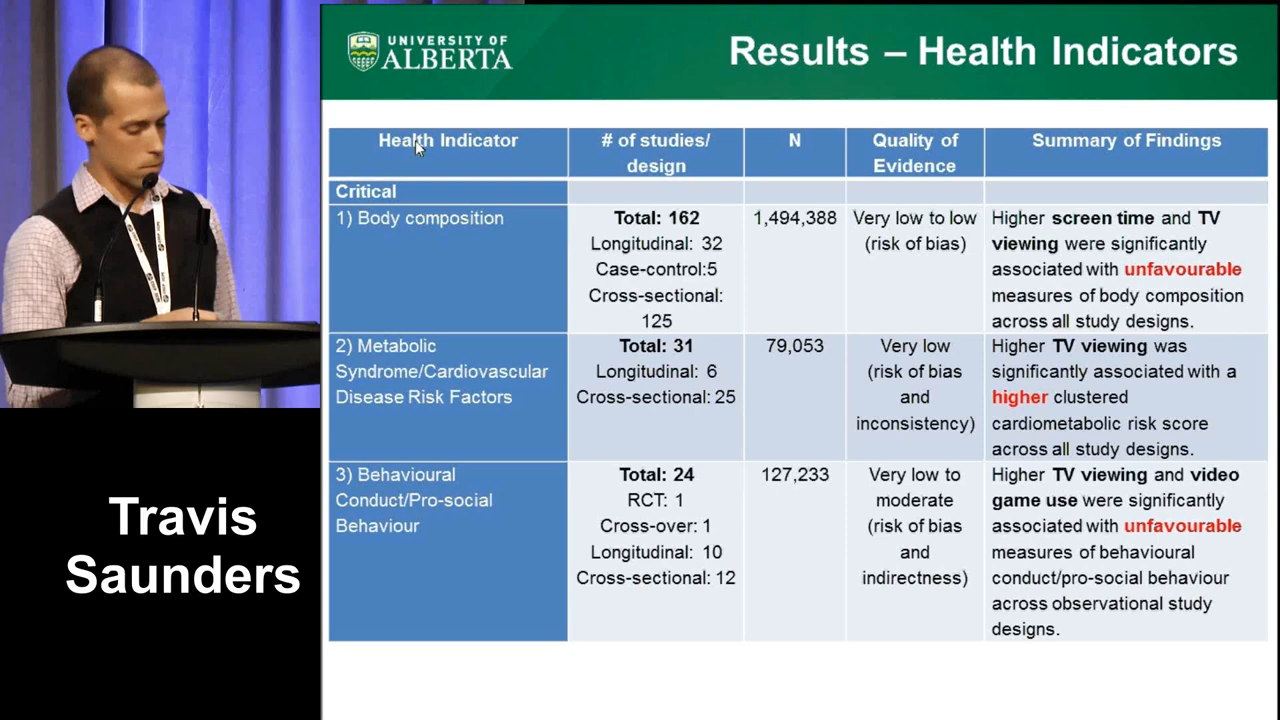 UNIVERSITY OF
ALBERTA
Results – Health Indicators
Health Indicator
# of studies/
design
N
Quality of
Evidence
Summary of Findings
Critical
1) Body composition
Total: 162
Longitudinal: 32
Case-control:5
Cross-sectional:
125
1,494,388
Very low to low
(risk of bias)
Higher screen time and TV
viewing were significantly
associated with unfavourable
measures of body composition
across all study designs.
2) Metabolic
Syndrome/Cardiovascular
Disease Risk Factors
Total: 31
Longitudinal: 6
Cross-sectional: 25
79,053
Very low
(risk of bias
and
inconsistency)
Higher TV viewing was
significantly associated with a
higher clustered
cardiometabolic risk score
across all study designs.
3) Behavioural
Conduct/Pro-social
Behaviour
Total: 24
RCT: 1
Cross-over: 1
Longitudinal: 10
Cross-sectional: 12
127,233
Very low to
moderate
(risk of bias
and
indirectness)
Higher TV viewing and video
game use were significantly
associated with unfavourable
measures of behavioural
conduct/pro-social behaviour
across observational study
designs.
Travis
Saunders